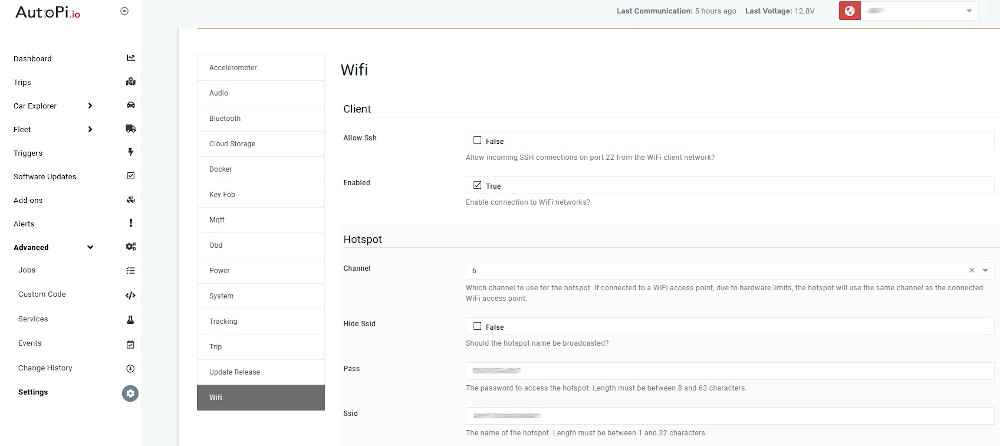 AutoPi.io
Last Communication: 5 hours ago Last Voltage: 12.8V
Dashboard
Trips
Car Explorer
Fleet
Triggers
Software Updates
Add-ons
Alerts
Advanced
Jobs
Custom Code
Services
Events
Change History
Settings
Accelerometer
Audio
Bluetooth
Cloud Storage
Docker
Key Fob
Mqtt
Obd
Power
System
Tracking
Trip
Update Release
Wifi
Wifi
Client
Allow Ssh
False
Allow incoming SSH connections on port 22 from the WiFi client network?
Enabled
True
Enable connection to WiFi networks?
Hotspot
Channel
6
Which channel to use for the hotspot. If connected to a WiFi access point, due to hardware limits, the hotspot will use the same channel as the connected
WiFi access point.
Hide Ssid
False
Should the hotspot name be broadcasted?
Pass
The password to access the hotspot. Length must be between 8 and 63 characters.
Ssid
The name of the hotspot. Length must be between 1 and 32 characters.